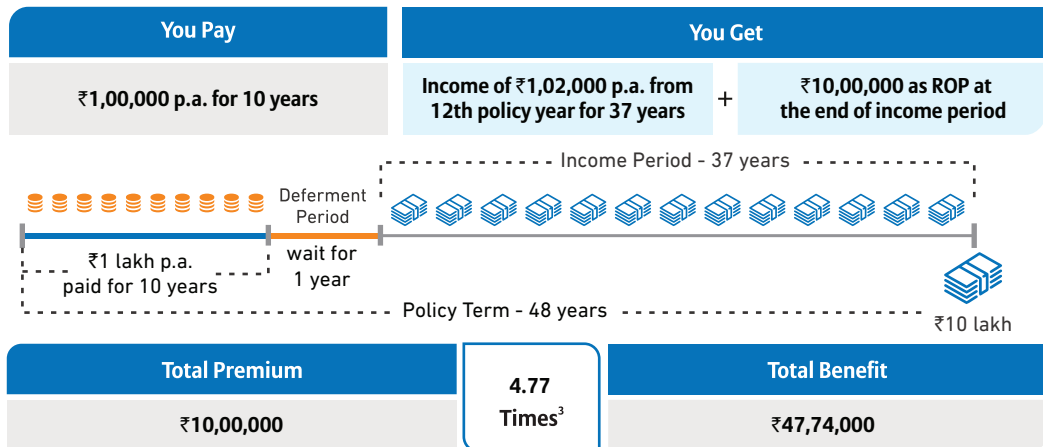 You Pay
You Get
₹1,00,000 p.a. for 10 years
Income of ₹1,02,000 p.a. from
12th policy year for 37 years
+
₹10,00,000 as ROP at
the end of income period
Income Period - 37 years
Deferment
Period
₹1 lakh p.a.
paid for 10 years
wait for
1 year
Policy Term - 48 years
₹10 lakh
Total Premium
4.77
Times³
Total Benefit
₹10,00,000
₹47,74,000